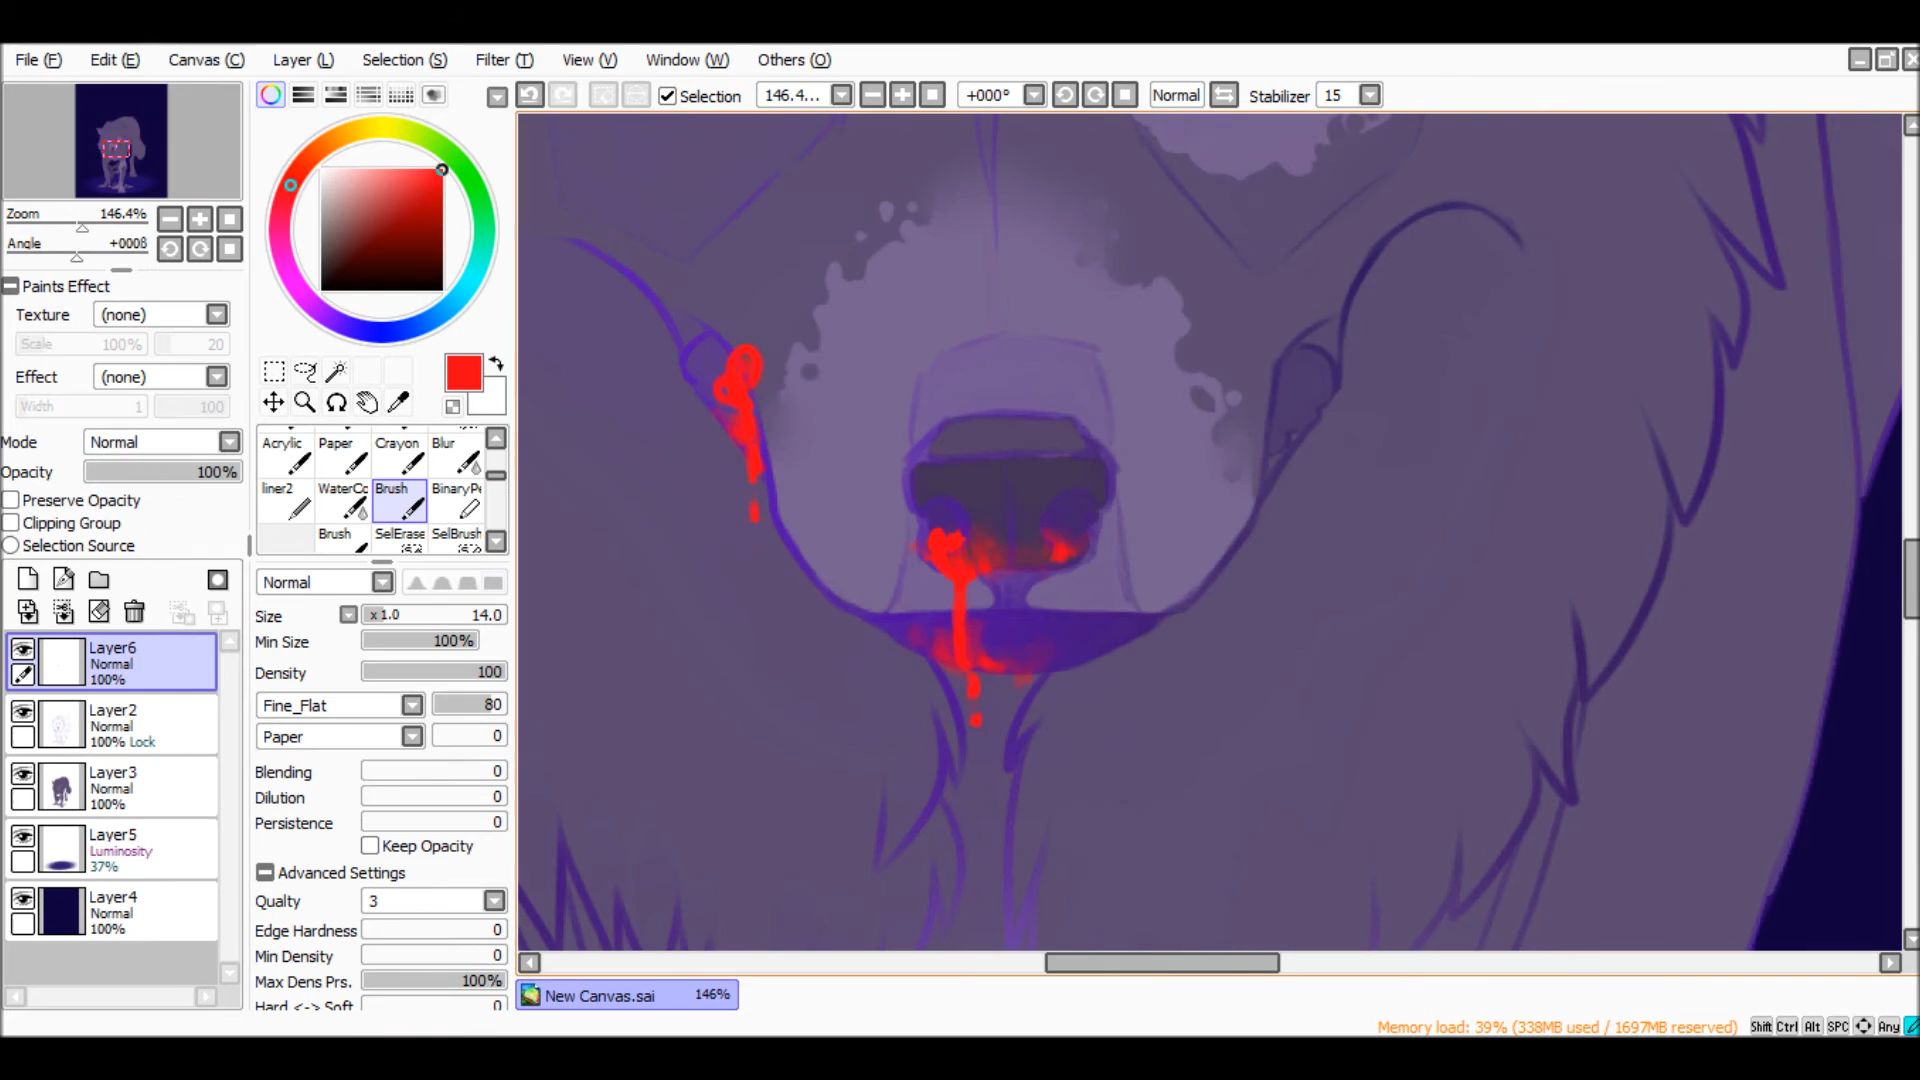 File (F) Edit (E) Canvas (C) Layer (L) Selection (S) Filter (T) View (V) Window (W) Others (O)
Selection 146.4... +000° Normal Stabilizer 15
Zoom 146.4%
Angle +000ß
Paints Effect
Texture (none)
Scale 100% 20
Effect (none)
Width 1 100
Mode Normal
Opacity 100%
Preserve Opacity
Clipping Group
Selection Source
Layer6
Normal
100%
Layer2
Normal
100% Lock
Layer3
Normal
100%
Layer5
Luminosity
37%
Layer4
Normal
100%
Acrylic Paper Crayon Blur
liner2 WaterCo Brush BinaryPe
Brush SelErase SelBrush
Normal
Size x1.0 14.0
Min Size 100%
Density 100
Fine_Flat 80
Paper 0
Blending 0
Dilution 0
Persistence 0
Keep Opacity
Advanced Settings
Qualty 3
Edge Hardness 0
Min Density 0
Max Dens Prs. 100%
Hard <-> Soft 0
New Canvas.sai 146%
Memory load: 39% (338MB used / 1697MB reserved) Shift Ctrl Alt SPC Any